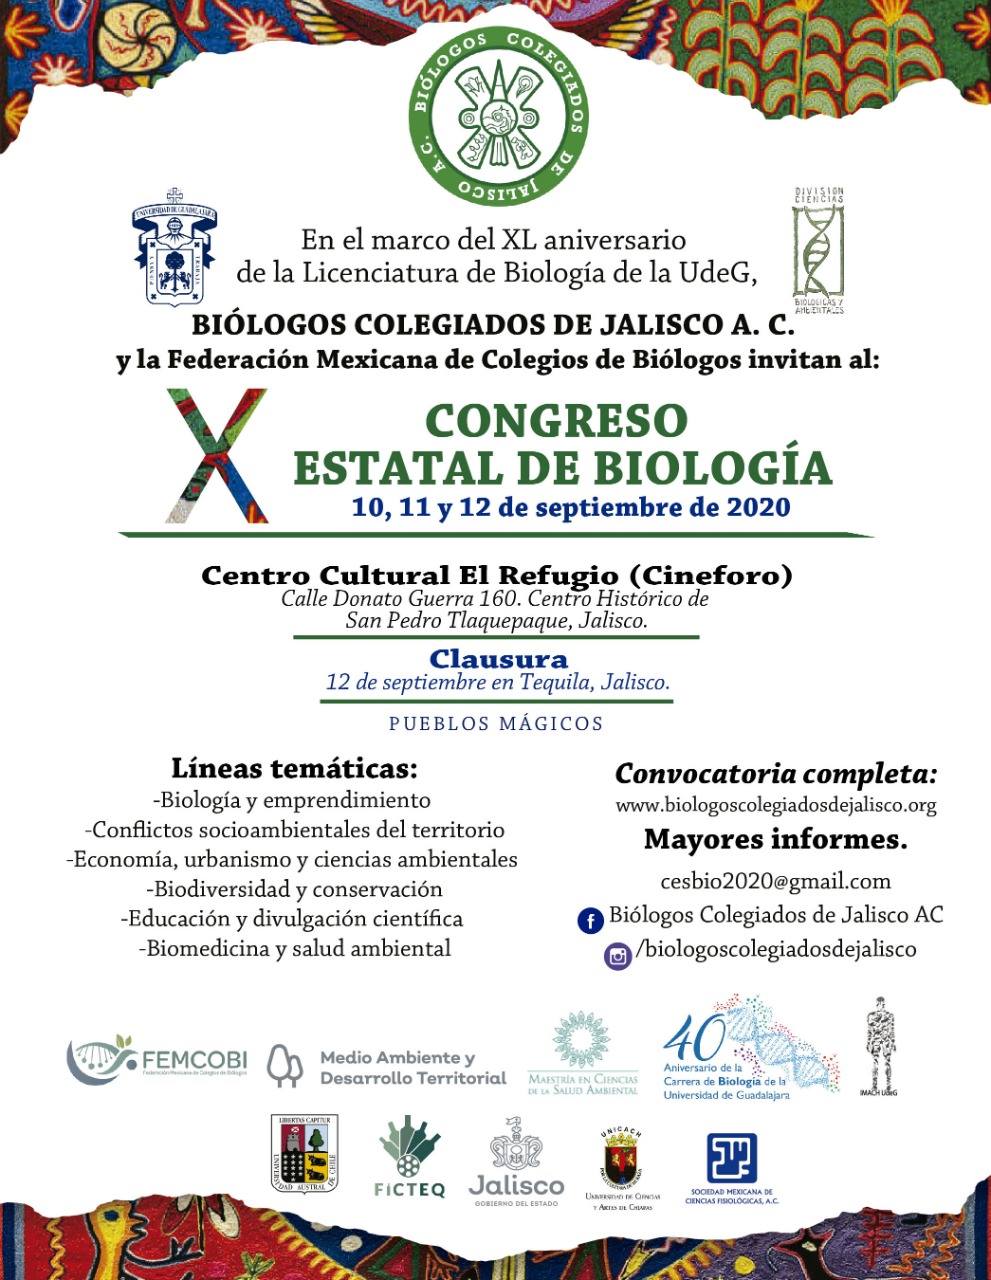 BIÓLOGOS COLEGIADOS DE JALISCO A.C.
UNIVERSIDAD DE GUADALAJARA
PIENSA Y TRABAJA
DIVISION
CIENCIAS
BIOLOGICAS Y
AMBIENTALES
En el marco del XL aniversario
de la Licenciatura de Biología de la UdeG,
BIÓLOGOS COLEGIADOS DE JALISCO A. C.
y la Federación Mexicana de Colegios de Biólogos invitan al:
X
CONGRESO
ESTATAL DE BIOLOGÍA
10, 11 y 12 de septiembre de 2020
Centro Cultural El Refugio (Cineforo)
Calle Donato Guerra 160. Centro Histórico de
San Pedro Tlaquepaque, Jalisco.
Clausura
12 de septiembre en Tequila, Jalisco.
PUEBLOS MÁGICOS
Líneas temáticas:
-Biología y emprendimiento
-Conflictos socioambientales del territorio
-Economía, urbanismo y ciencias ambientales
-Biodiversidad y conservación
-Educación y divulgación científica
-Biomedicina y salud ambiental
Convocatoria completa:
www.biologoscolegiadosdejalisco.org
Mayores informes.
cesbio2020@gmail.com
Biólogos Colegiados de Jalisco AC
/biologoscolegiadosdejalisco
FEMCOBI
Federación Mexicana de Colegios de Biólogos
Medio Ambiente y
Desarrollo Territorial
MAESTRÍA EN CIENCIAS
DE LA SALUD AMBIENTAL
40
Aniversario de la
Carrera de Biología de la
Universidad de Guadalajara
IMACH UdeG
LIBERTAS CAPITUR
UNIVERSIDAD AUSTRAL DE CHILE
FICTEQ
Jalisco
GOBIERNO DEL ESTADO
UNICACH
UNIVERSIDAD DE CIENCIAS
Y ARTES DE CHIAPAS
SOCIEDAD MEXICANA DE
CIENCIAS FISIOLÓGICAS, A.C.